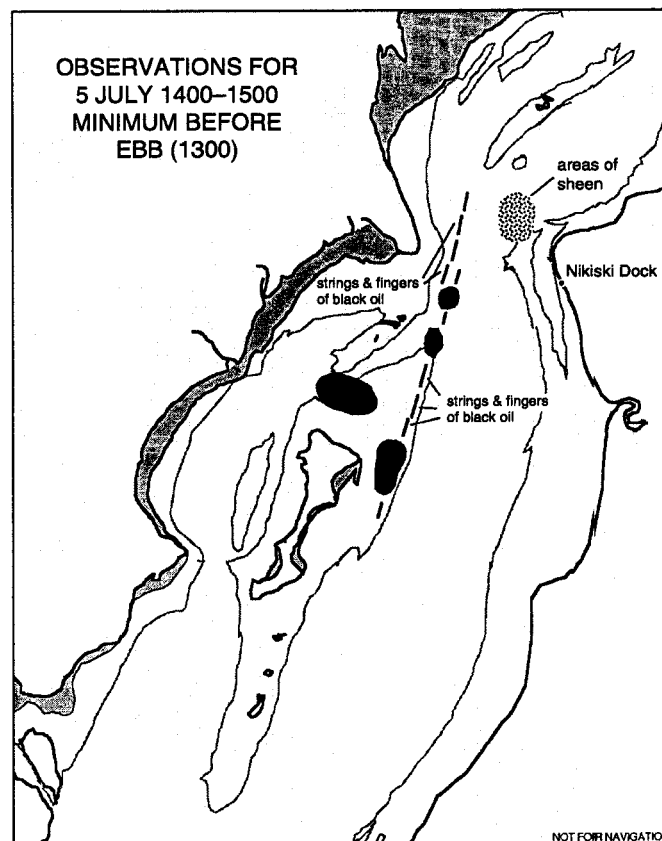 OBSERVATIONS FOR
5 JULY 1400–1500
MINIMUM BEFORE
EBB (1300)
areas of
sheen
Nikiski Dock
strings & fingers
of black oil
strings & fingers
of black oil
NOT FOIR NAVIGATIO